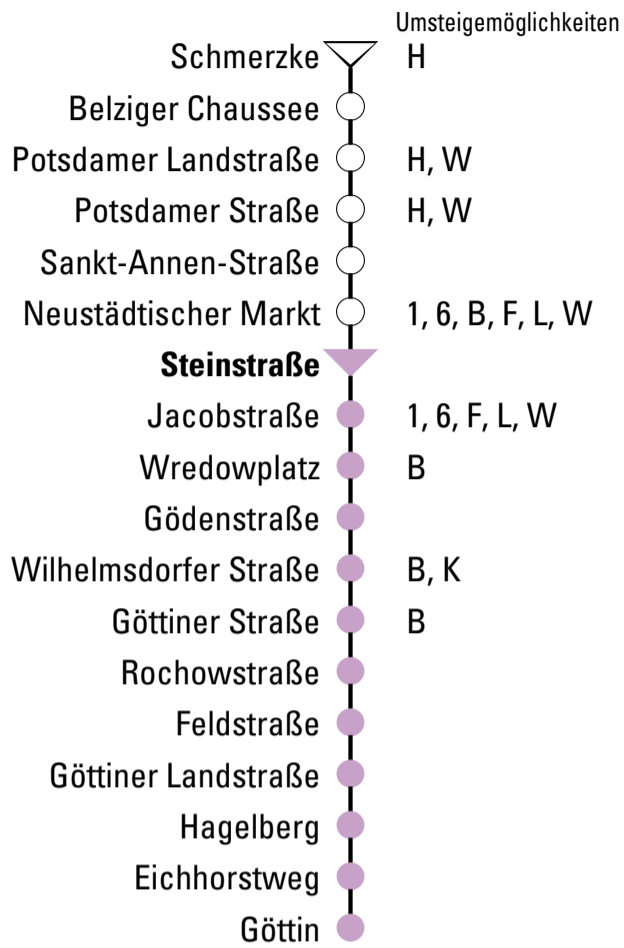 Umsteigemöglichkeiten
Schmerzke H
Belziger Chaussee
Potsdamer Landstraße H, W
Potsdamer Straße H, W
Sankt-Annen-Straße
Neustädtischer Markt 1, 6, B, F, L, W
Steinstraße
Jacobstraße 1, 6, F, L, W
Wredowplatz B
Gödenstraße
Wilhelmsdorfer Straße B, K
Göttiner Straße B
Rochowstraße
Feldstraße
Göttiner Landstraße
Hagelberg
Eichhorstweg
Göttin